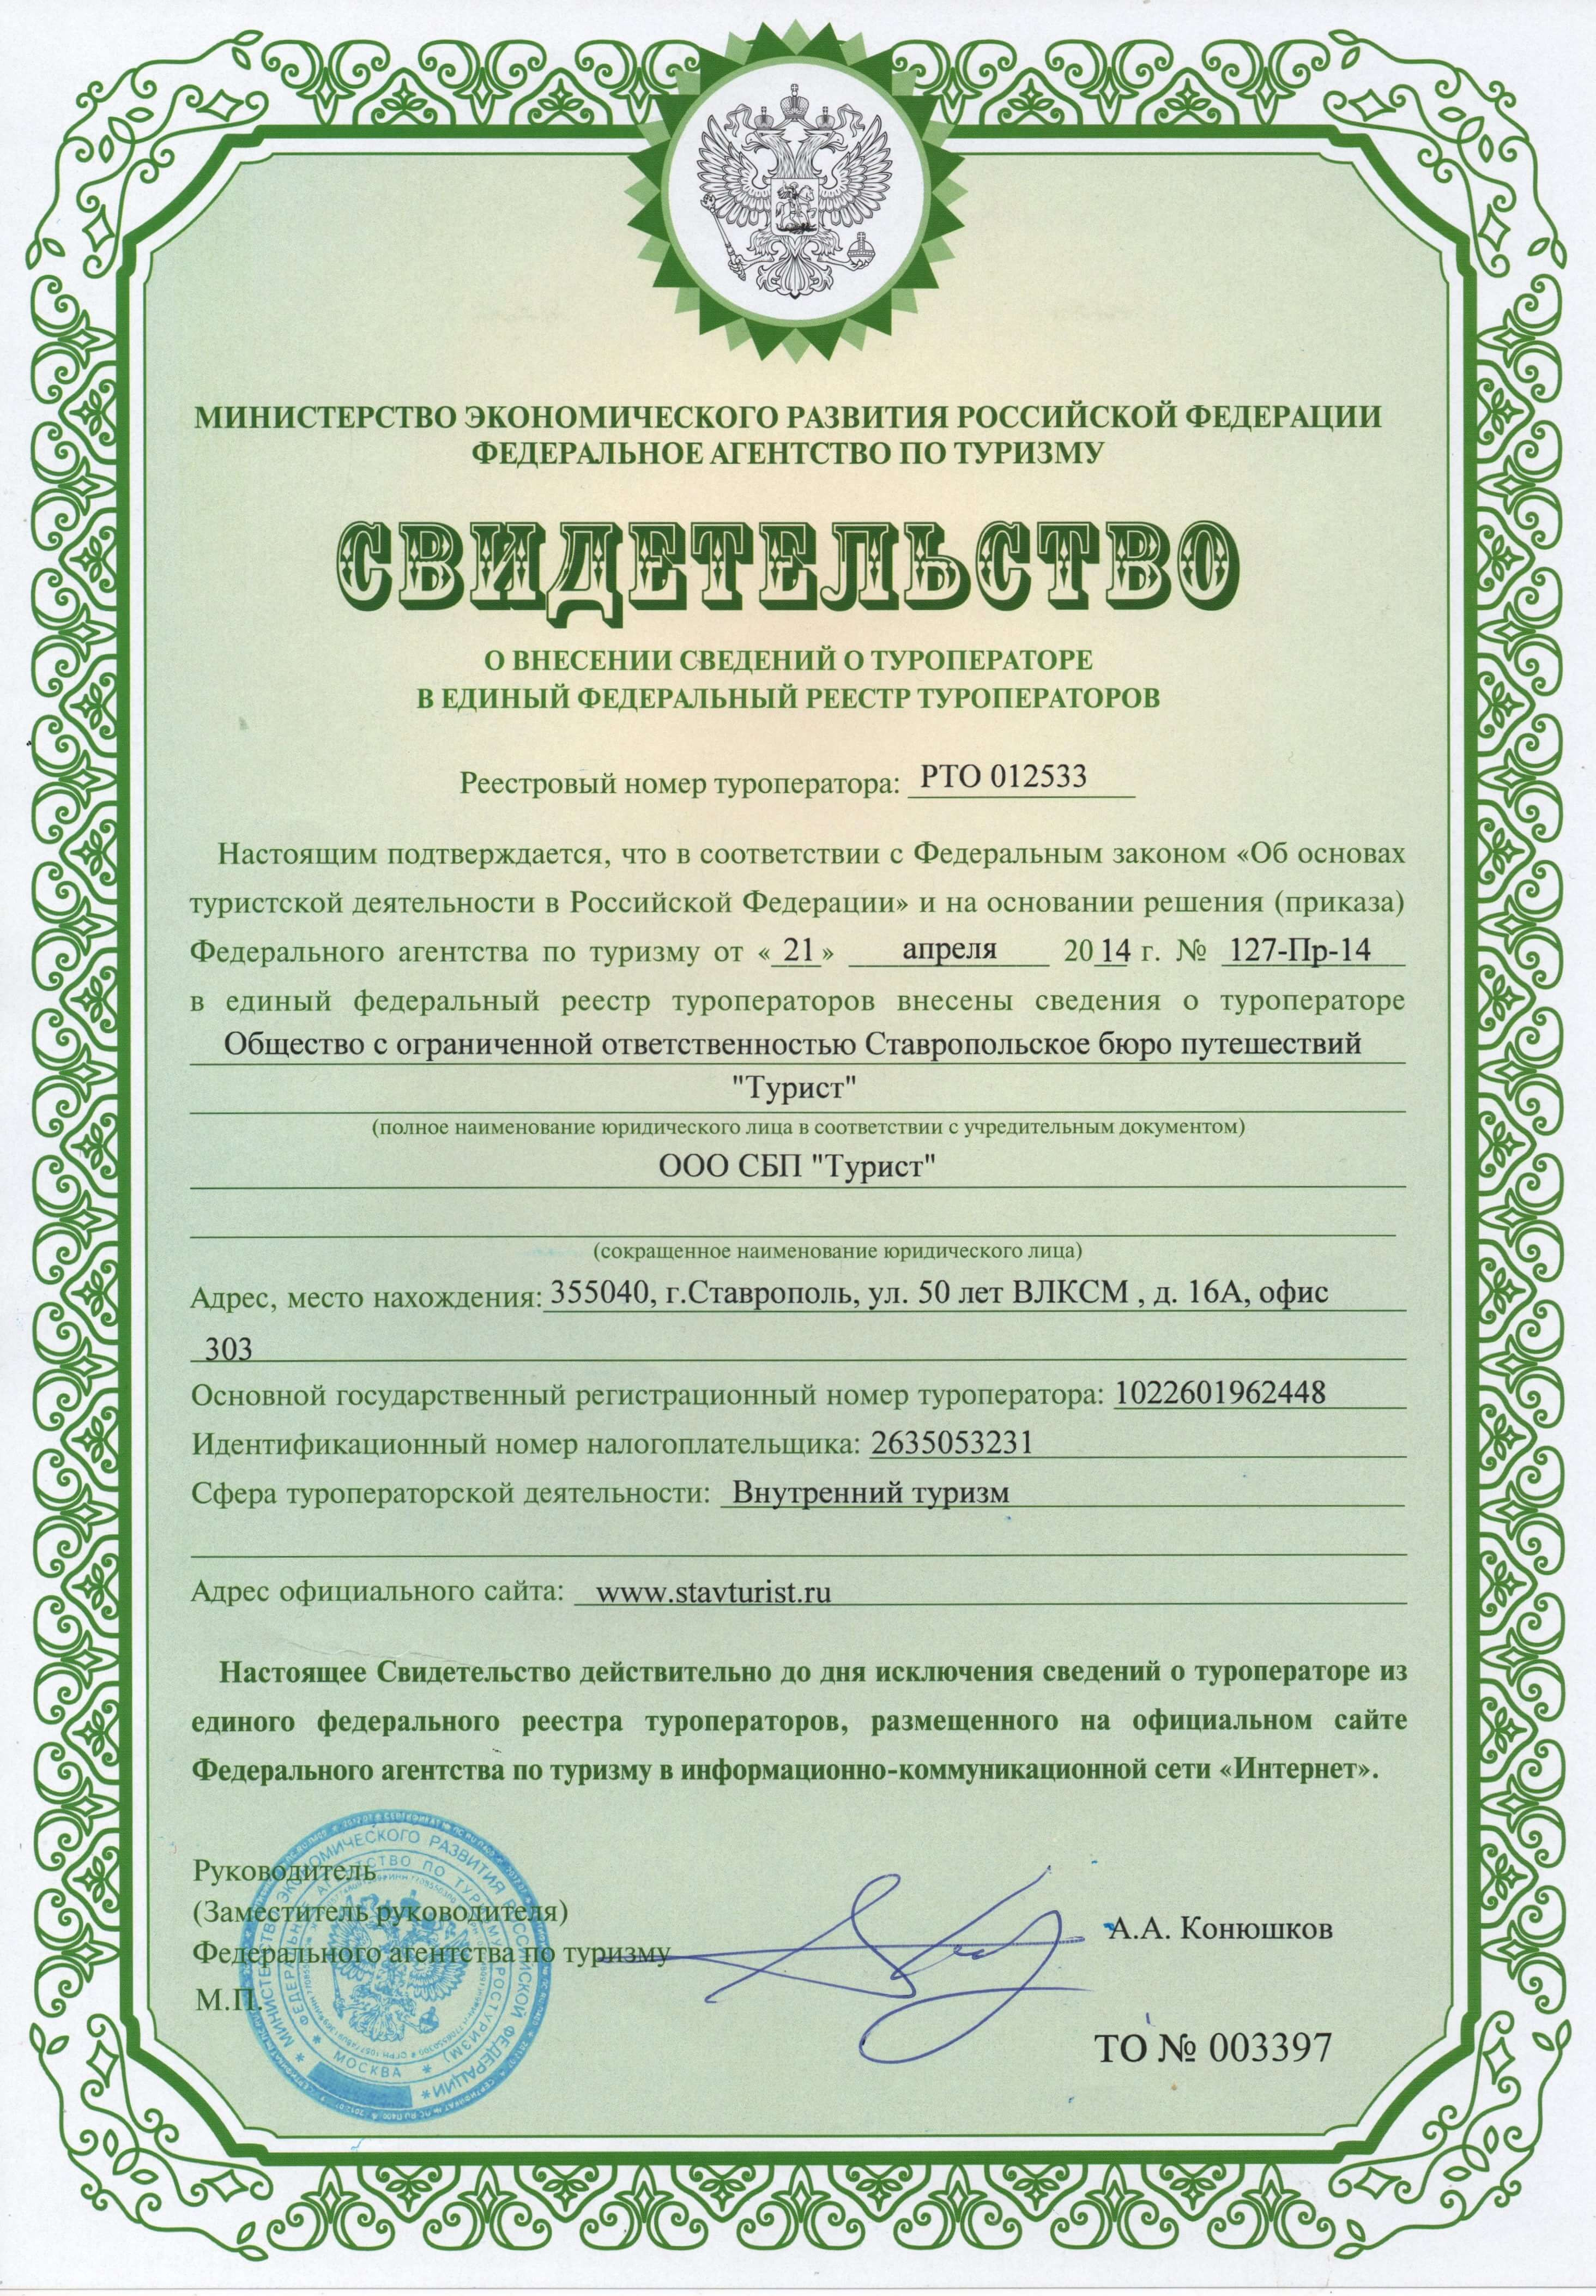 МИНИСТЕРСТВО ЭКОНОМИЧЕСКОГО РАЗВИТИЯ РОССИЙСКОЙ ФЕДЕРАЦИИ
ФЕДЕРАЛЬНОЕ АГЕНТСТВО ПО ТУРИЗМУ
СВИДЕТЕЛЬСТВО
О ВНЕСЕНИИ СВЕДЕНИЙ О ТУРОПЕРАТОРЕ
В ЕДИНЫЙ ФЕДЕРАЛЬНЫЙ РЕЕСТР ТУРОПЕРАТОРОВ
Реестровый номер туроператора: РТО 012533
Настоящим подтверждается, что в соответствии с Федеральным законом «Об основах
туристской деятельности в Российской Федерации» и на основании решения (приказа)
Федерального агентства по туризму от « 21 » апреля 20 14 г. № 127-Пр-14
в единый федеральный реестр туроператоров внесены сведения о туроператоре
Общество с ограниченной ответственностью Ставропольское бюро путешествий
"Турист"
(полное наименование юридического лица в соответствии с учредительным документом)
ООО СБП "Турист"
(сокращенное наименование юридического лица)
Адрес, место нахождения: 355040, г.Ставрополь, ул. 50 лет ВЛКСМ , д. 16А, офис
303
Основной государственный регистрационный номер туроператора: 1022601962448
Идентификационный номер налогоплательщика: 2635053231
Сфера туроператорской деятельности: Внутренний туризм
Адрес официального сайта: www.stavturist.ru
Настоящее Свидетельство действительно до дня исключения сведений о туроператоре из
единого федерального реестра туроператоров, размещенного на официальном сайте
Федерального агентства по туризму в информационно-коммуникационной сети «Интернет».
Руководитель
(Заместитель руководителя)
Федерального агентства по туризму
М.П.
А.А. Конюшков
ТО № 003397
МИНИСТЕРСТВО ЭКОНОМИЧЕСКОГО РАЗВИТИЯ РОССИЙСКОЙ ФЕДЕРАЦИИ
ФЕДЕРАЛЬНОЕ АГЕНТСТВО ПО ТУРИЗМУ (РОСТУРИЗМ)
МОСКВА